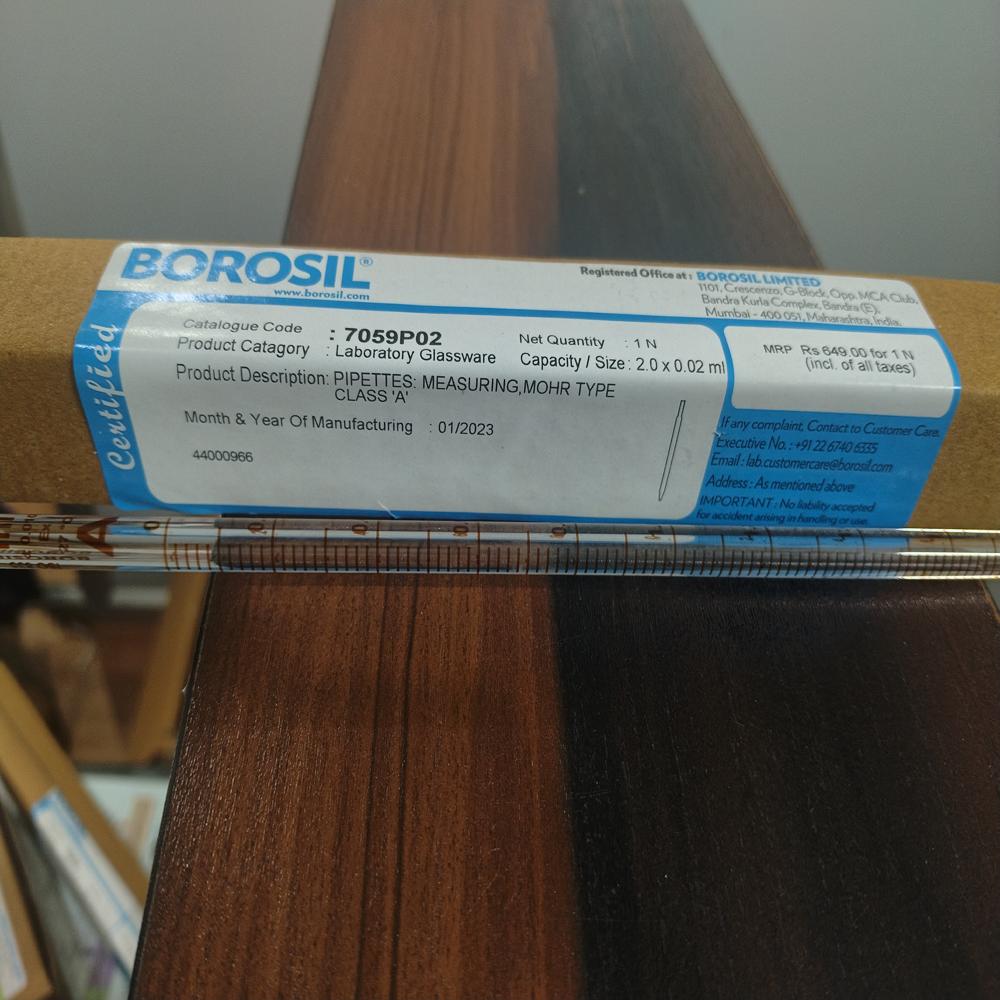 BOROSIL®
www.borosil.com
Registered Office at : BOROSIL LIMITED
1101, Crescenzo, G-Block, Opp. MCA Club,
Bandra Kurla Complex, Bandra (E),
Mumbai - 400 051, Maharashtra, India.
Certified
Catalogue Code : 7059P02
Product Catagory : Laboratory Glassware
Product Description: PIPETTES: MEASURING,MOHR TYPE
CLASS 'A'
Month & Year Of Manufacturing : 01/2023
44000966
Net Quantity : 1 N
Capacity / Size : 2.0 x 0.02 ml
MRP Rs 649.00 for 1 N
(incl. of all taxes)
If any complaint, Contact to Customer Care,
Executive No. : +91 22 6740 6335
Email : lab.customercare@borosil.com
Address : As mentioned above
IMPORTANT : No liability accepted
for accident arising in handling or use.
A
0